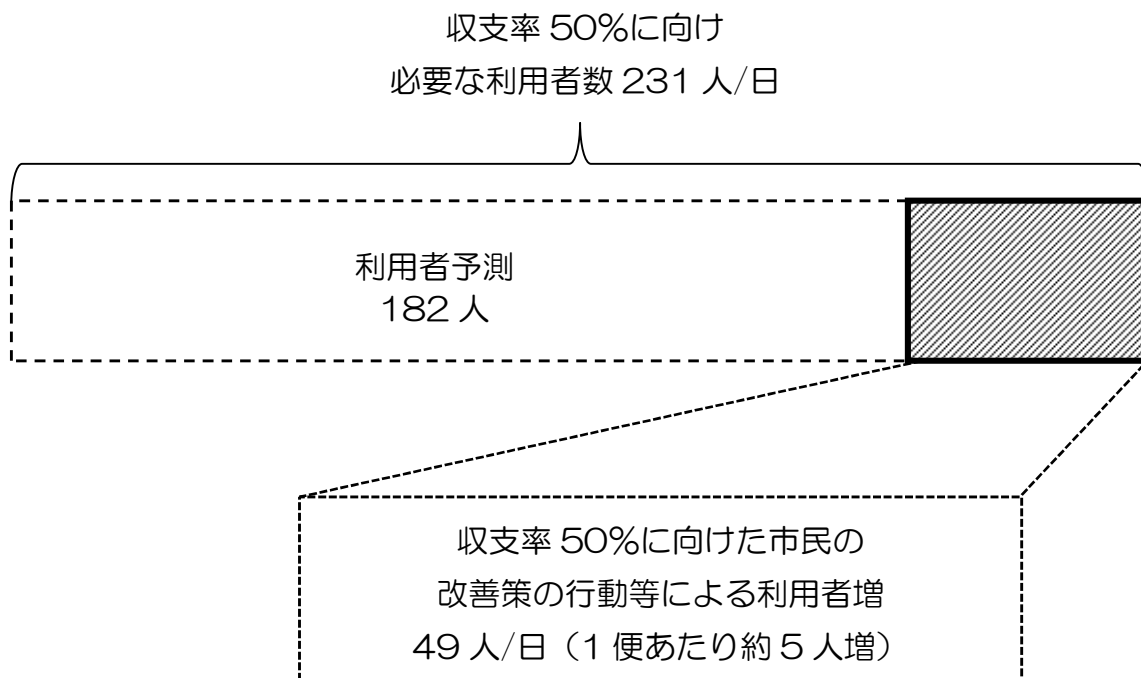 収支率 50%に向け
必要な利用者数 231 人/日
利用者予測
182 人
収支率 50%に向けた市民の
改善策の行動等による利用者増
49 人/日（1 便あたり約 5 人増）